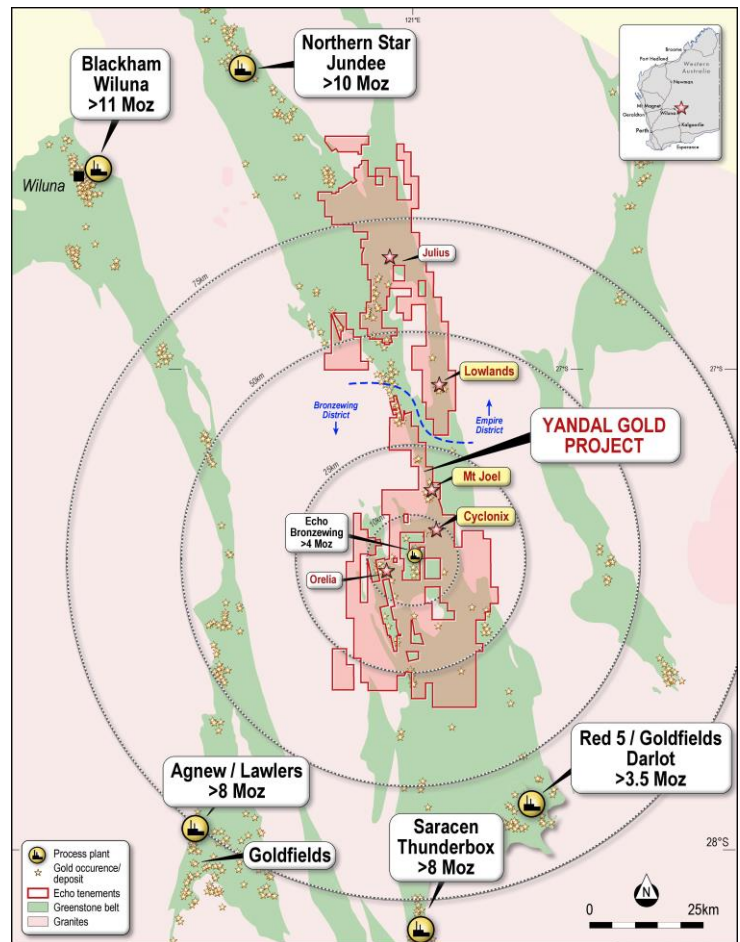 121°E
Northern Star
Jundee
>10 Moz
Blackham
Wiluna
>11 Moz
Wiluna
Broome
Port Hedland
Western
Australia
Newman
Mt Magnet
Wiluna
Geraldton
Kalgoorlie
Perth
Esperance
75km
Julius
50km
27°S
Lowlands
27°S
Bronzewing
District
Empire
District
YANDAL GOLD
PROJECT
25km
Mt Joel
10km
Cyclonix
Echo
Bronzewing
>4 Moz
Orelia
Red 5 / Goldfields
Darlot
>3.5 Moz
Agnew / Lawlers
>8 Moz
Saracen
Thunderbox
>8 Moz
Goldfields
28°S
Process plant
Gold occurence/
deposit
Echo tenements
Greenstone belt
Granites
N
0 25km